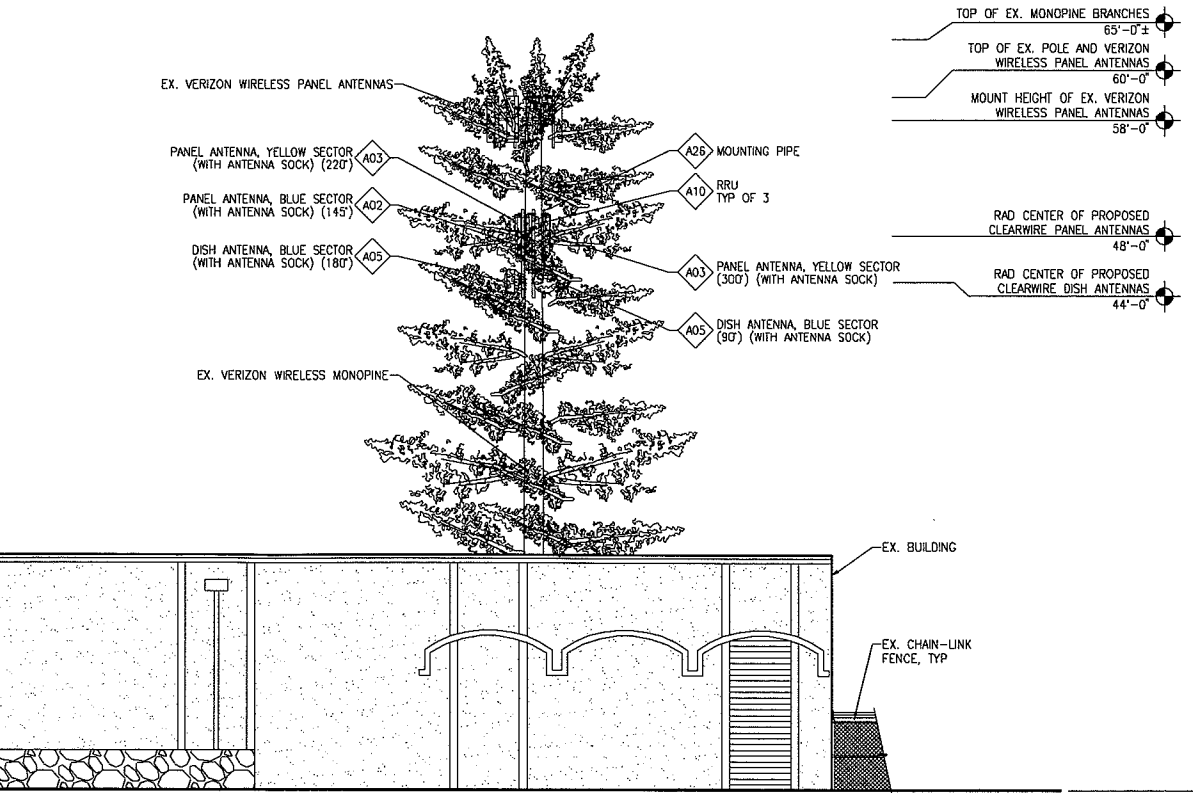 TOP OF EX. MONOPINE BRANCHES
65'-0"±
TOP OF EX. POLE AND VERIZON
WIRELESS PANEL ANTENNAS
60'-0"
MOUNT HEIGHT OF EX. VERIZON
WIRELESS PANEL ANTENNAS
58'-0"
EX. VERIZON WIRELESS PANEL ANTENNAS
PANEL ANTENNA, YELLOW SECTOR
(WITH ANTENNA SOCK) (220°)
A03
PANEL ANTENNA, BLUE SECTOR
(WITH ANTENNA SOCK) (145°)
A02
DISH ANTENNA, BLUE SECTOR
(WITH ANTENNA SOCK) (180°)
A05
A26 MOUNTING PIPE
A10 RRU
TYP OF 3
A03 PANEL ANTENNA, YELLOW SECTOR
(300°) (WITH ANTENNA SOCK)
A05 DISH ANTENNA, BLUE SECTOR
(90°) (WITH ANTENNA SOCK)
RAD CENTER OF PROPOSED
CLEARWIRE PANEL ANTENNAS
48'-0"
RAD CENTER OF PROPOSED
CLEARWIRE DISH ANTENNAS
44'-0"
EX. VERIZON WIRELESS MONOPINE
EX. BUILDING
EX. CHAIN-LINK
FENCE, TYP